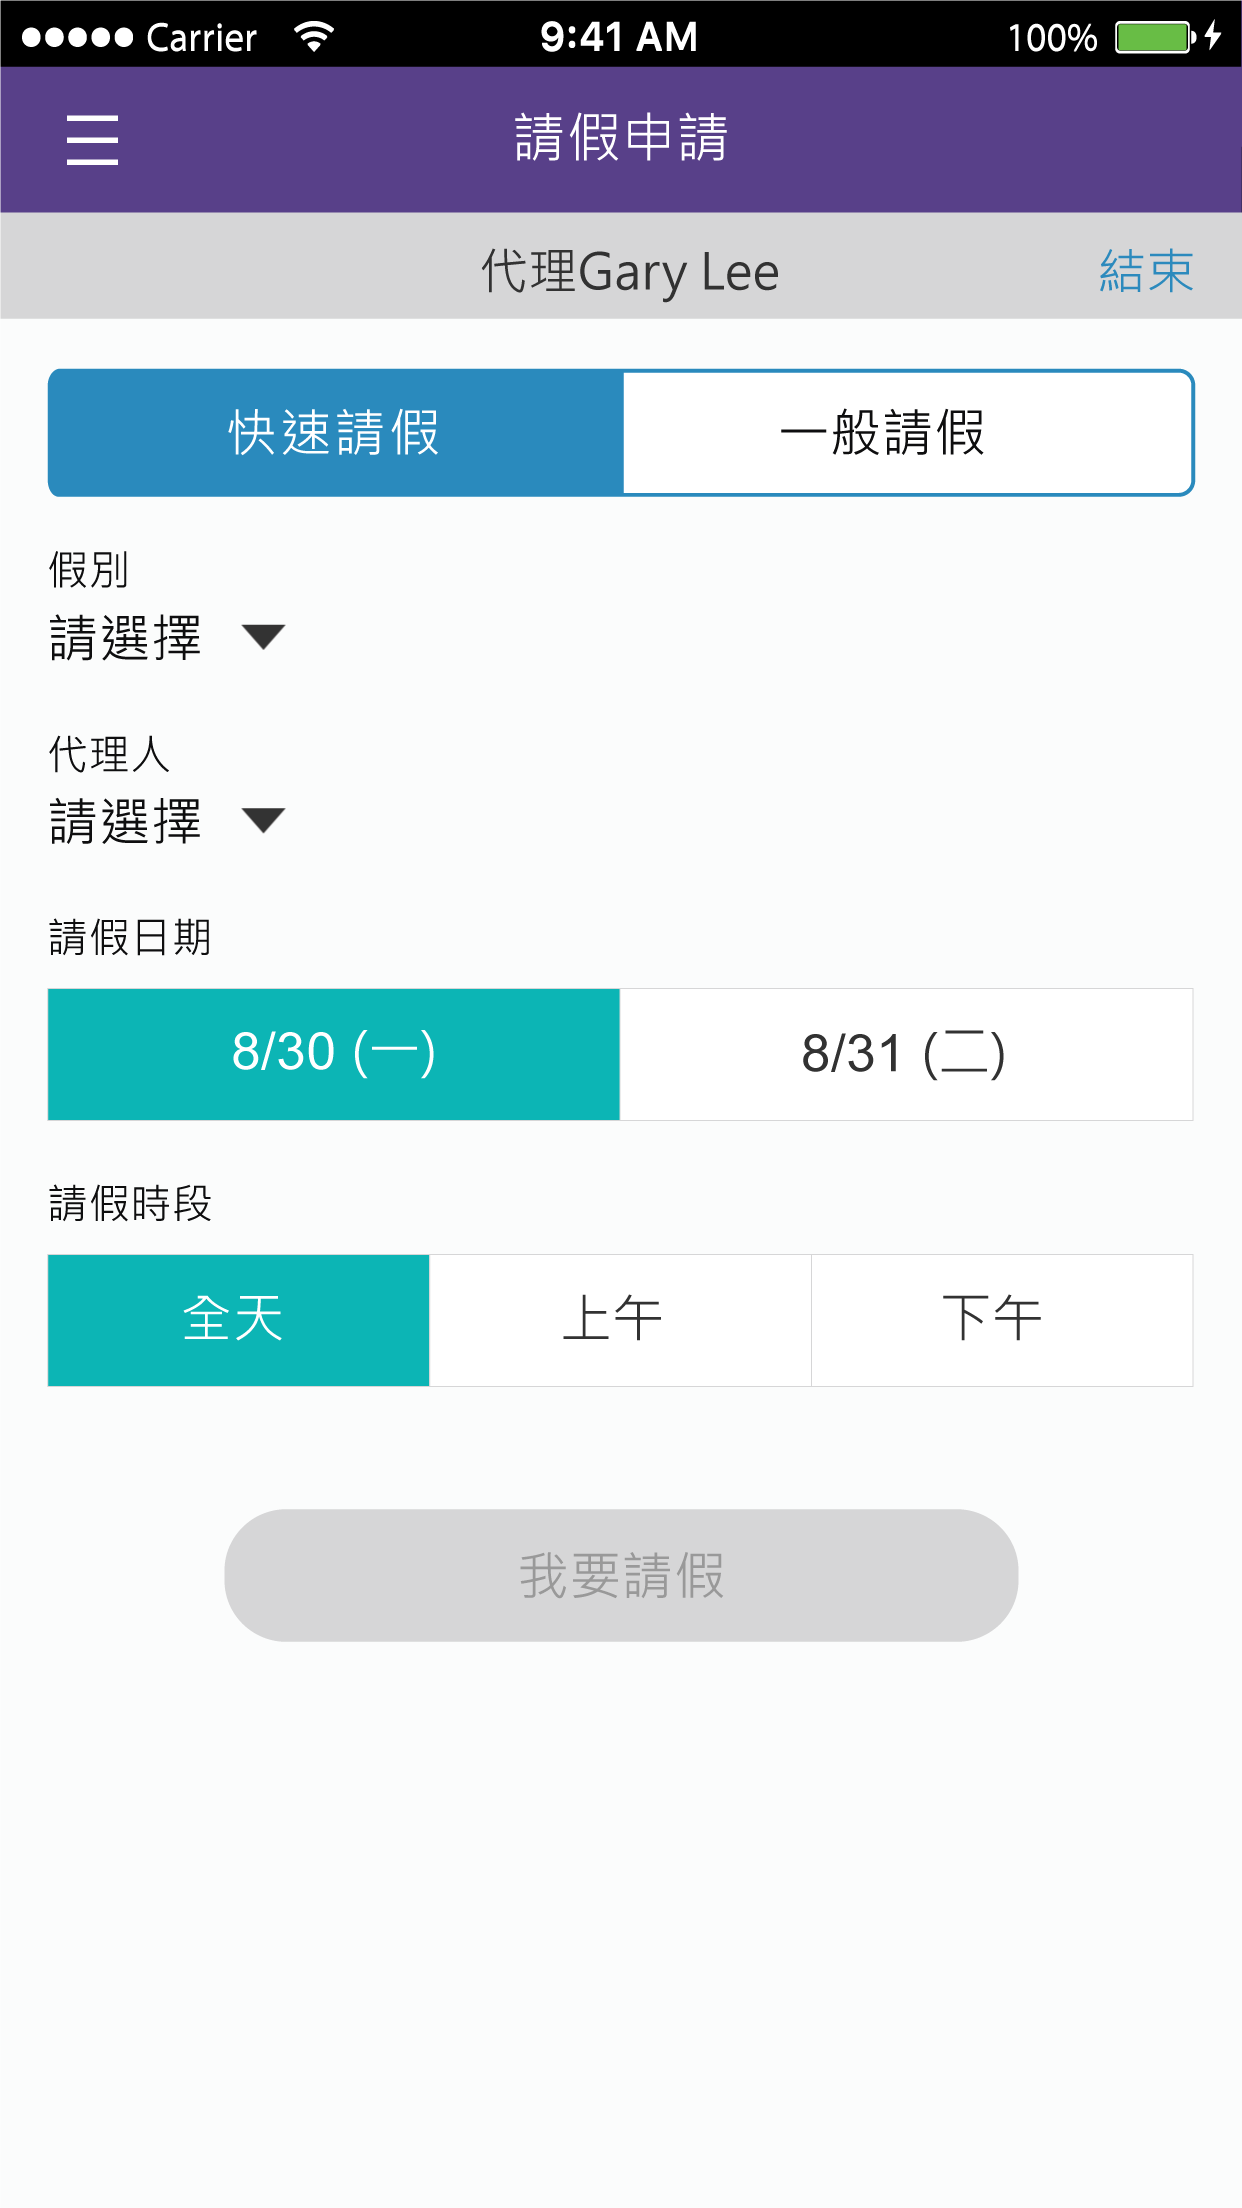 Carrier 9:41 AM 100%
請假申請
代理Gary Lee 結束
快速請假 一般請假
假別
請選擇
代理人
請選擇
請假日期
8/30 (一) 8/31 (二)
請假時段
全天 上午 下午
我要請假